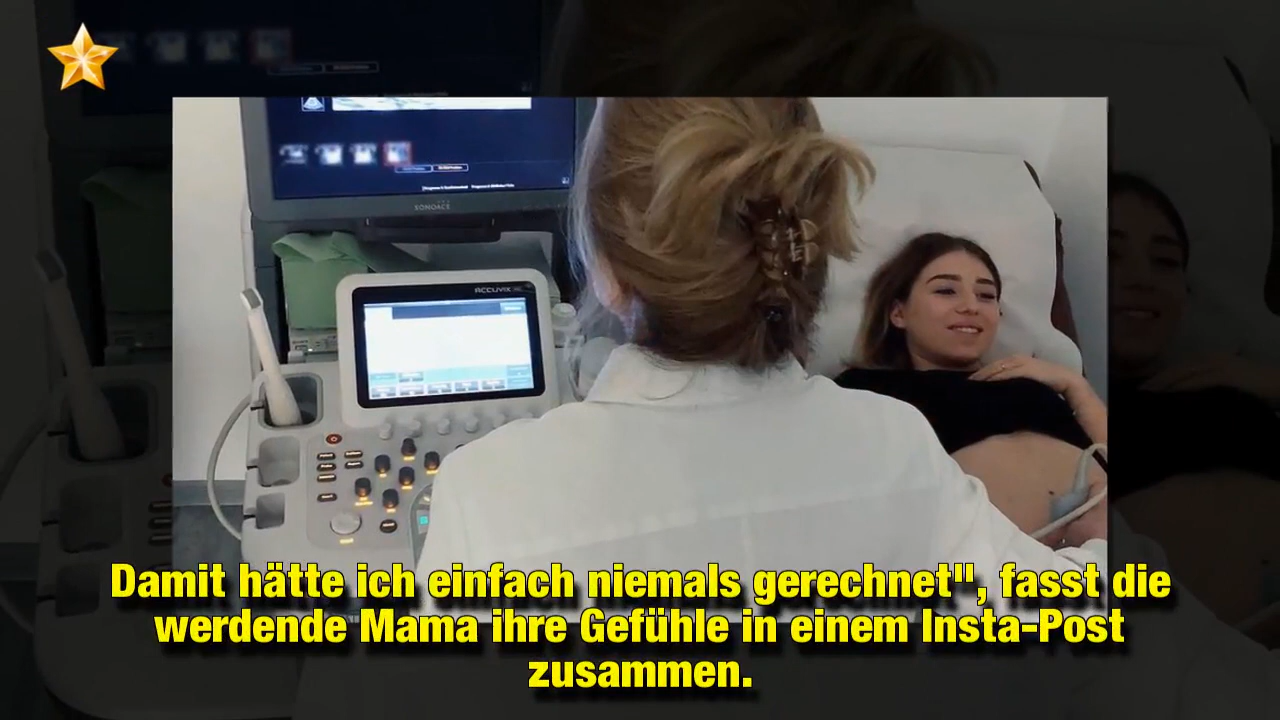 SONOACE
ACCUVIX
Damit hätte ich einfach niemals gerechnet", fasst die
werdende Mama ihre Gefühle in einem Insta-Post
zusammen.